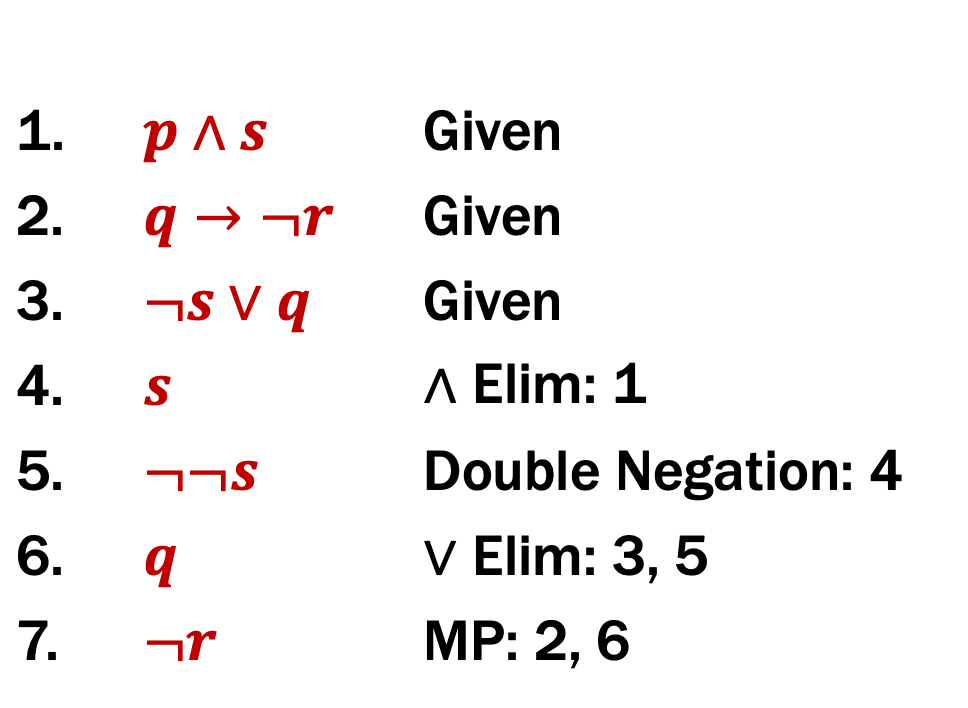 1. p ∧ s Given
2. q → ¬r Given
3. ¬s ∨ q Given
4. s ∧ Elim: 1
5. ¬¬s Double Negation: 4
6. q ∨ Elim: 3, 5
7. ¬r MP: 2, 6